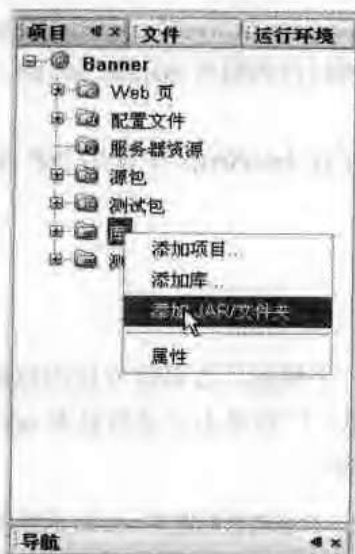 项目 文件 运行环境
Banner
Web 页
配置文件
服务器资源
源包
测试包
库
测
添加项目...
添加库...
添加 JAR/文件夹
属性
导航